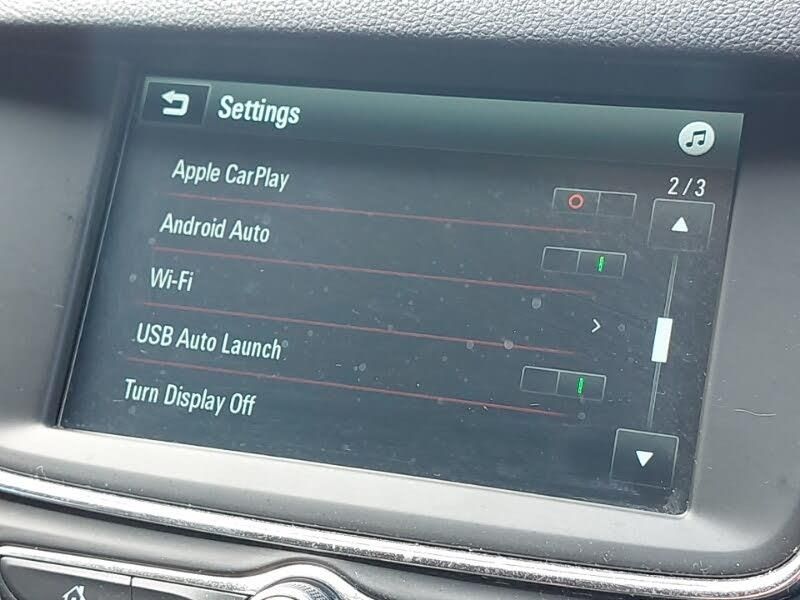 Settings
2/3
Apple CarPlay
Android Auto
Wi-Fi
USB Auto Launch
Turn Display Off